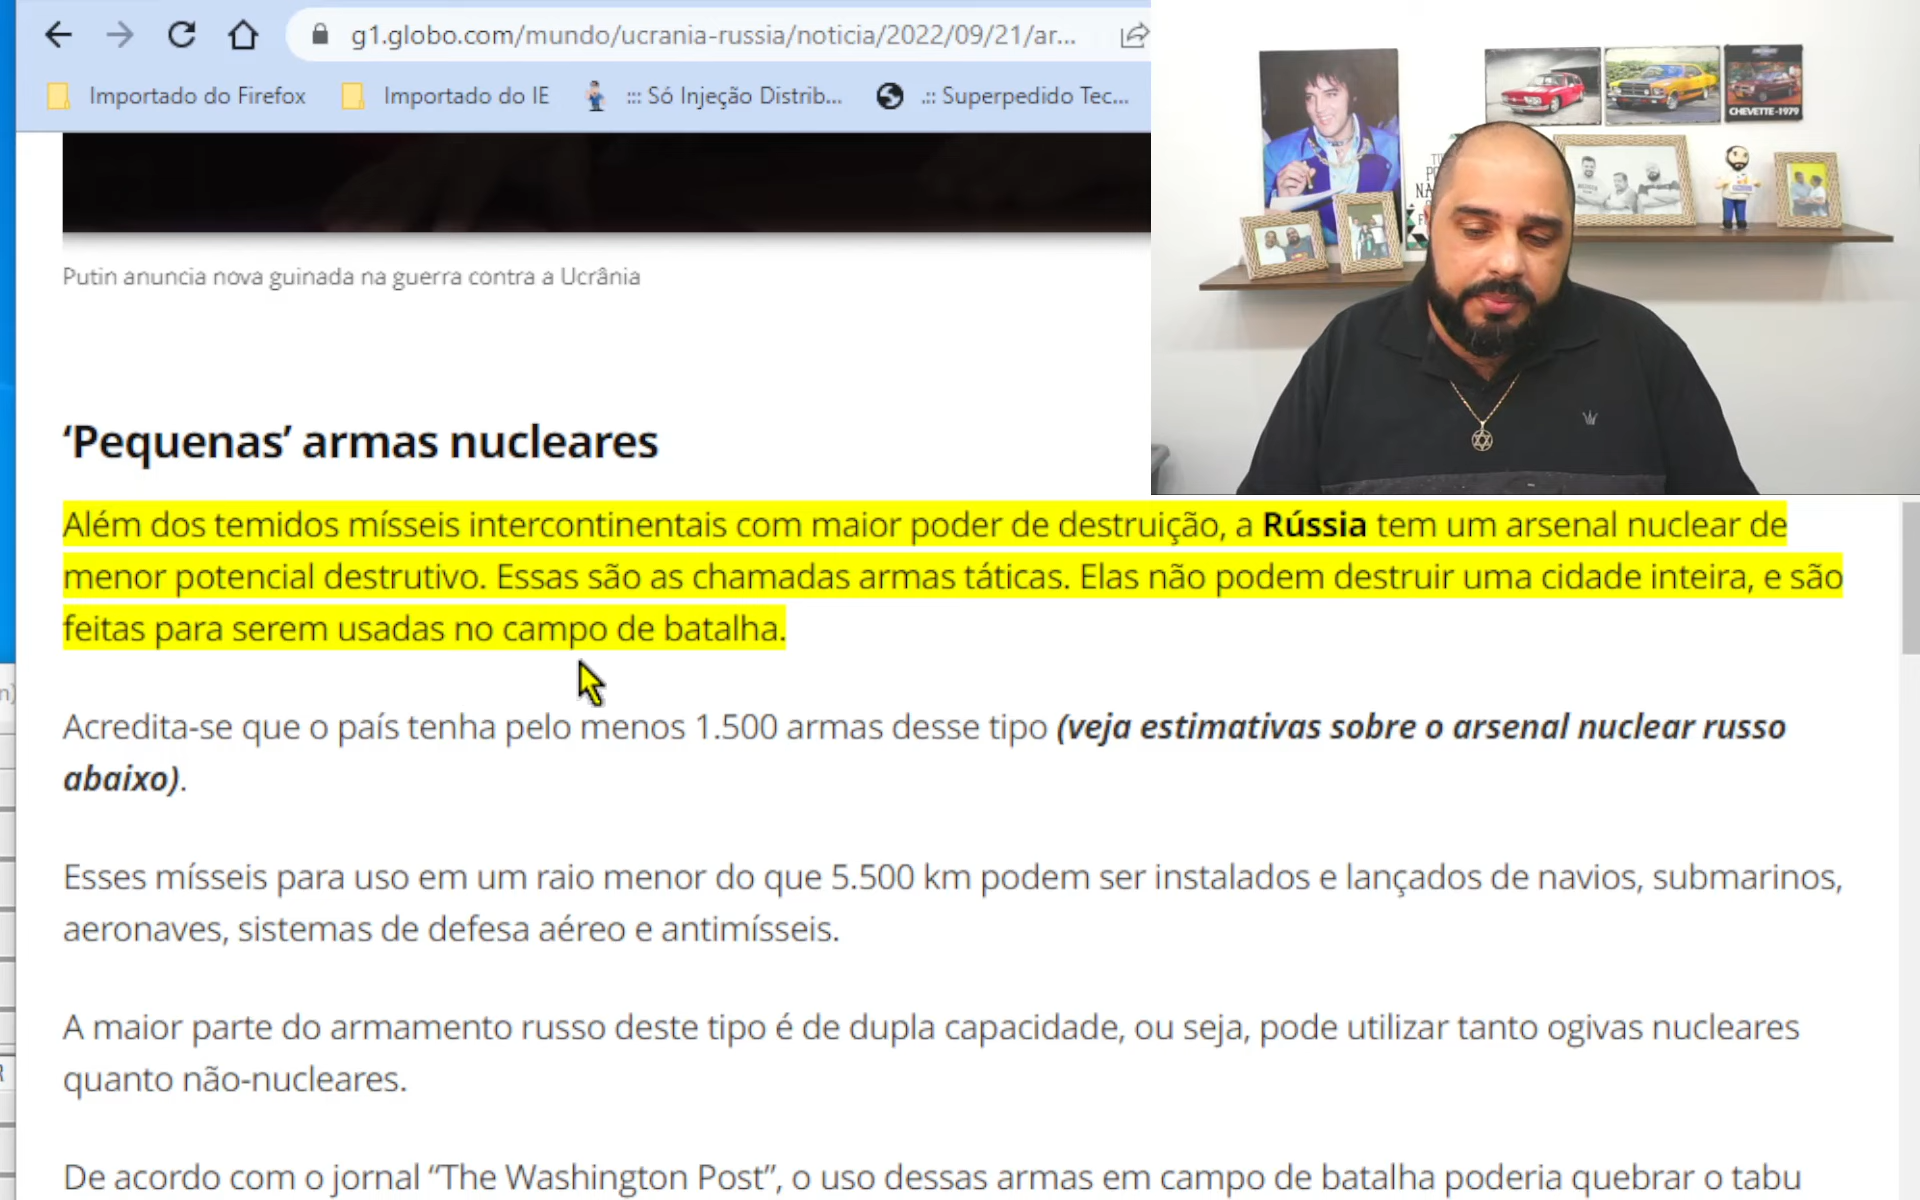 g1.globo.com/mundo/ucrania-russia/noticia/2022/09/21/ar...
Importado do Firefox
Importado do IE
::: Só Injeção Distrib...
.:: Superpedido Tec...
CHEVETTE-1979
Putin anuncia nova guinada na guerra contra a Ucrânia
‘Pequenas’ armas nucleares
Além dos temidos mísseis intercontinentais com maior poder de destruição, a Rússia tem um arsenal nuclear de
menor potencial destrutivo. Essas são as chamadas armas táticas. Elas não podem destruir uma cidade inteira, e são
feitas para serem usadas no campo de batalha.
Acredita-se que o país tenha pelo menos 1.500 armas desse tipo (veja estimativas sobre o arsenal nuclear russo
abaixo).
Esses mísseis para uso em um raio menor do que 5.500 km podem ser instalados e lançados de navios, submarinos,
aeronaves, sistemas de defesa aéreo e antimísseis.
A maior parte do armamento russo deste tipo é de dupla capacidade, ou seja, pode utilizar tanto ogivas nucleares
quanto não-nucleares.
De acordo com o jornal “The Washington Post”, o uso dessas armas em campo de batalha poderia quebrar o tabu